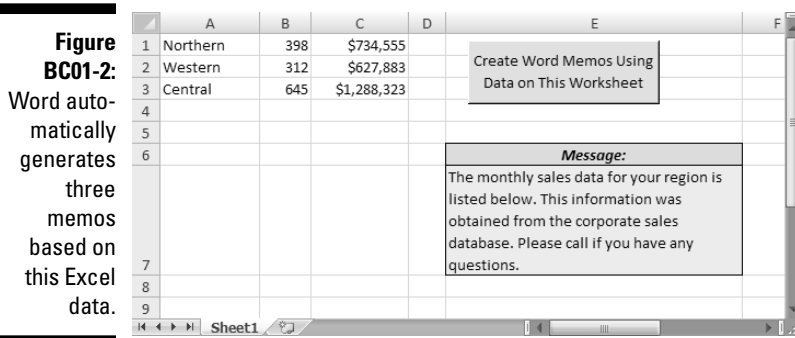 Figure
BC01-2:
Word auto-
matically
generates
three
memos
based on
this Excel
data.
A B C D E F
1 Northern 398 $734,555
2 Western 312 $627,883
3 Central 645 $1,288,323
Create Word Memos Using
Data on This Worksheet
4
5
6 Message:
The monthly sales data for your region is
listed below. This information was
obtained from the corporate sales
database. Please call if you have any
7 questions.
8
9
Sheet1